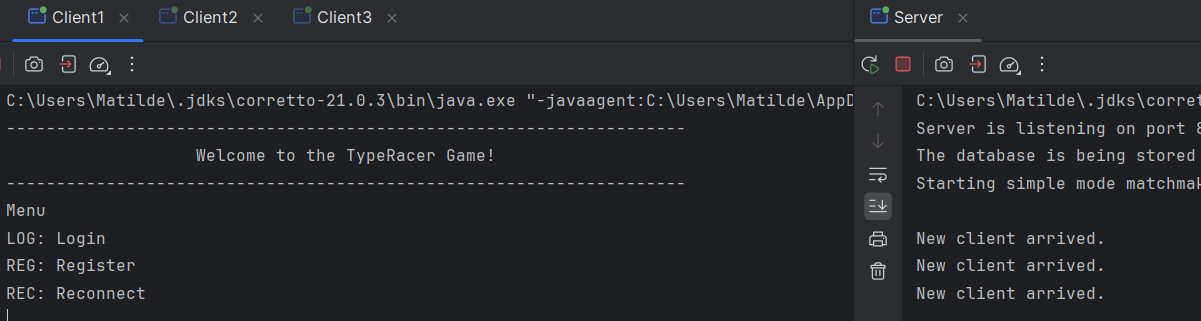 Client1 Client2 Client3
C:\Users\Matilde\.jdks\corretto-21.0.3\bin\java.exe "-javaagent:C:\Users\Matilde\AppD
--------------------------------------------------------------------
Welcome to the TypeRacer Game!
--------------------------------------------------------------------
Menu
LOG: Login
REG: Register
REC: Reconnect
Server
C:\Users\Matilde\.jdks\corret
Server is listening on port
The database is being stored
Starting simple mode matchmak
New client arrived.
New client arrived.
New client arrived.